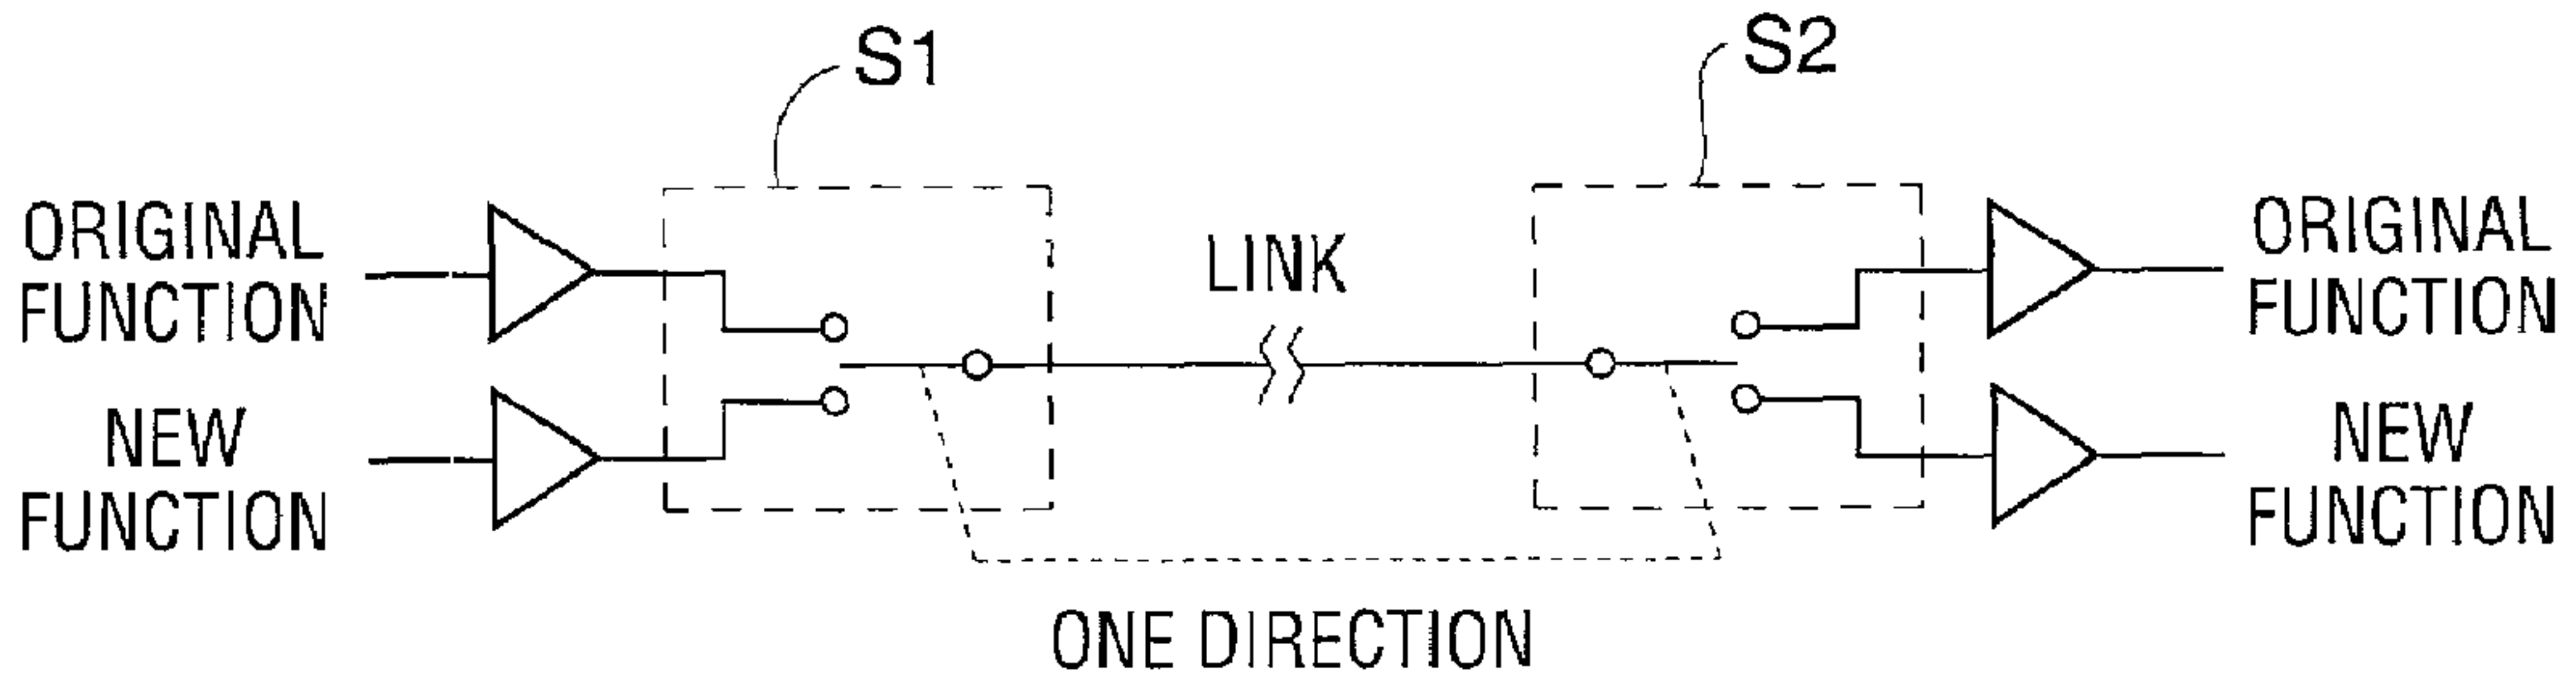 S1
S2
ORIGINAL
FUNCTION
LINK
ORIGINAL
FUNCTION
NEW
FUNCTION
NEW
FUNCTION
ONE DIRECTION